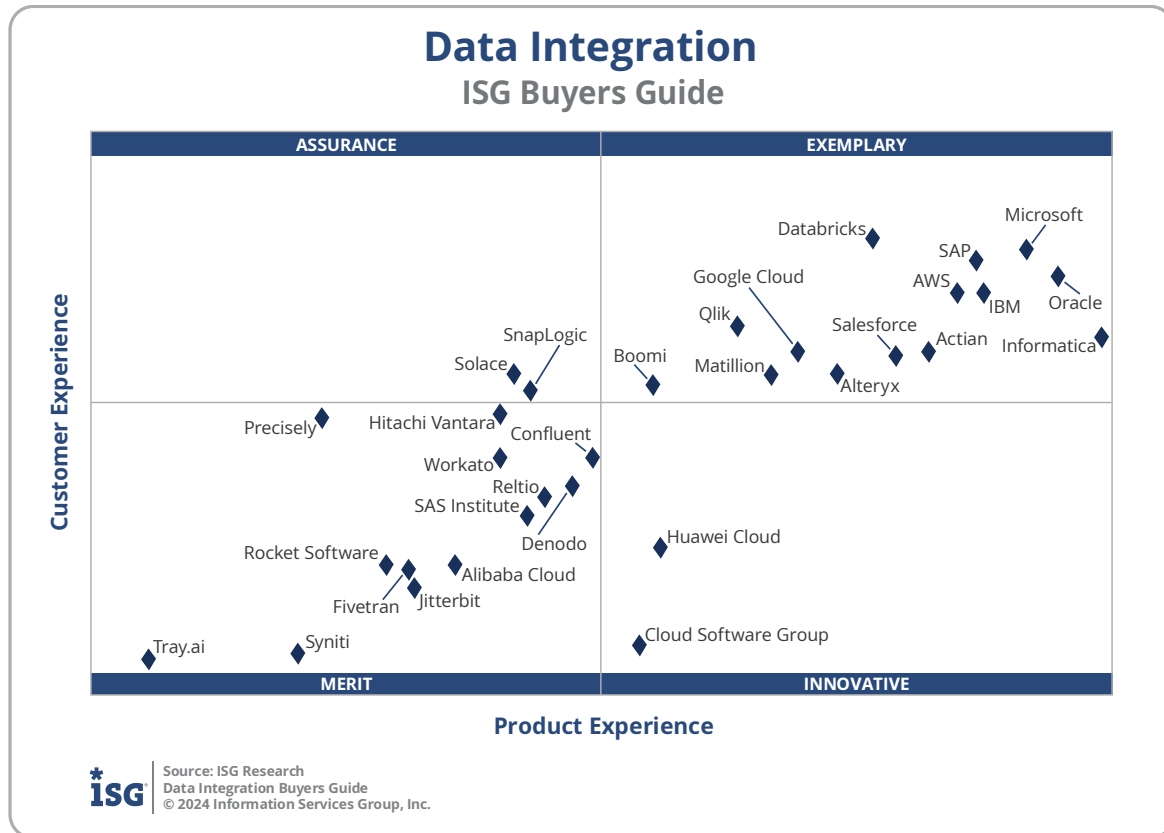 Data Integration
ISG Buyers Guide
ASSURANCE
EXEMPLARY
Microsoft
Databricks
SAP
Google Cloud
AWS
Oracle
IBM
Qlik
Salesforce
SnapLogic
Actian
Informatica
Boomi
Solace
Matillion
Alteryx
Customer Experience
Precisely
Hitachi Vantara
Confluent
Workato
Reltio
SAS Institute
Denodo
Huawei Cloud
Rocket Software
Alibaba Cloud
Fivetran
Jitterbit
Cloud Software Group
Tray.ai
Syniti
MERIT
INNOVATIVE
Product Experience
ISG
Source: ISG Research
Data Integration Buyers Guide
© 2024 Information Services Group, Inc.